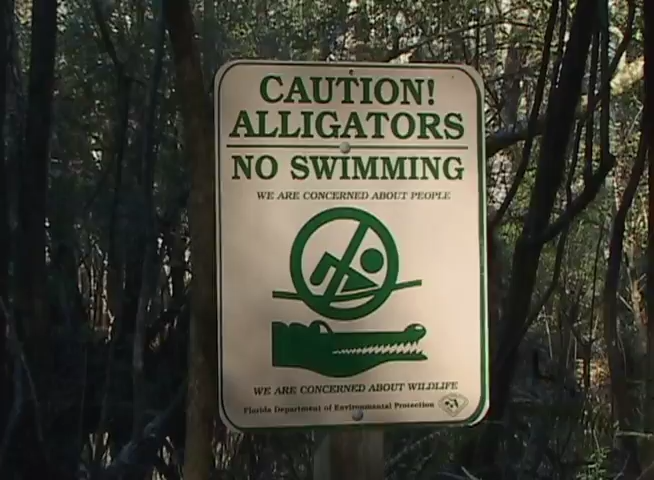 CAUTION!
ALLIGATORS
NO SWIMMING
WE ARE CONCERNED ABOUT PEOPLE
WE ARE CONCERNED ABOUT WILDLIFE
Florida Department of Environmental Protection